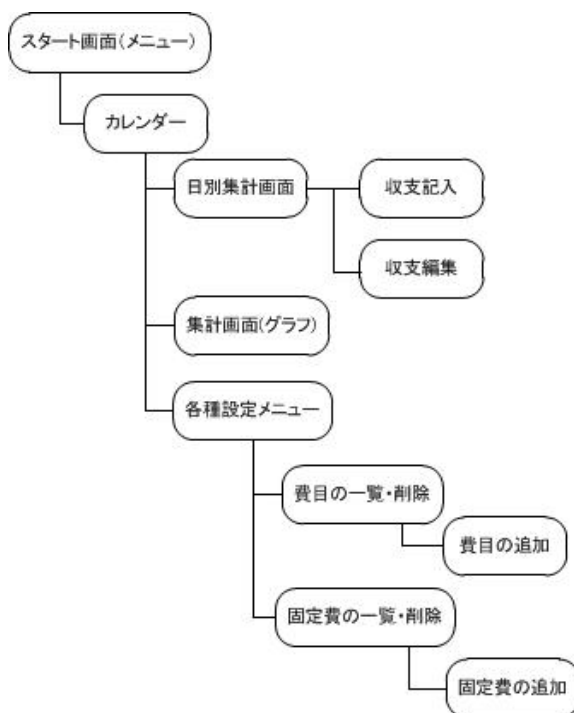 スタート画面(メニュー)
カレンダー
日別集計画面
収支記入
収支編集
集計画面(グラフ)
各種設定メニュー
費目の一覧・削除
費目の追加
固定費の一覧・削除
固定費の追加